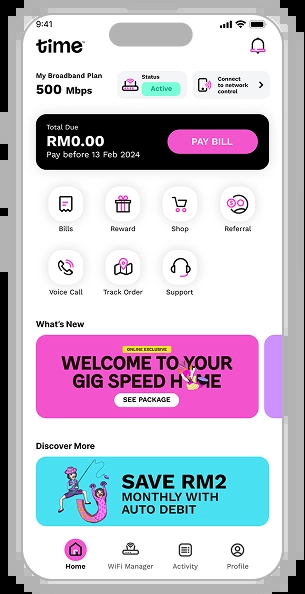 9:41
time
My Broadband Plan
500 Mbps
Status
Active
Connect
to network
control
Total Due
RM0.00
Pay before 13 Feb 2024
PAY BILL
Bills
Reward
Shop
Referral
Voice Call
Track Order
Support
What's New
ONLINE EXCLUSIVE
WELCOME TO YOUR
GIG SPEED HOME
SEE PACKAGE
Discover More
SAVE RM2
MONTHLY WITH
AUTO DEBIT
Home
WiFi Manager
Activity
Profile